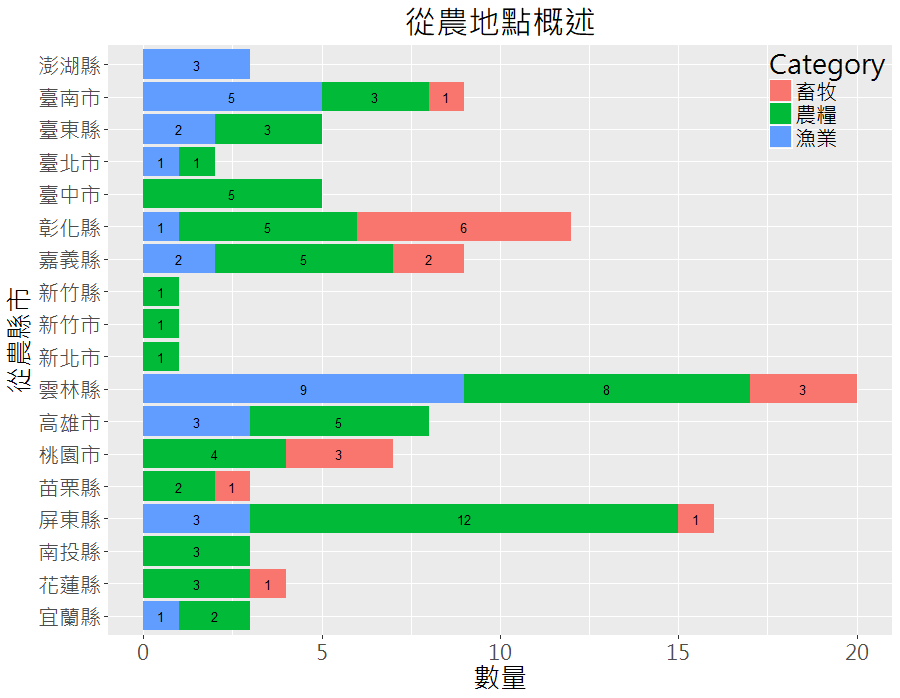 從農地點概述
Category
畜牧
農糧
漁業
從農縣市
澎湖縣 3
臺南市 5 3 1
臺東縣 2 3
臺北市 1 1
臺中市 5
彰化縣 1 5 6
嘉義縣 2 5 2
新竹縣 1
新竹市 1
新北市 1
雲林縣 9 8 3
高雄市 3 5
桃園市 4 3
苗栗縣 2 1
屏東縣 3 12 1
南投縣 3
花蓮縣 3 1
宜蘭縣 1 2
0 5 10 15 20
數量